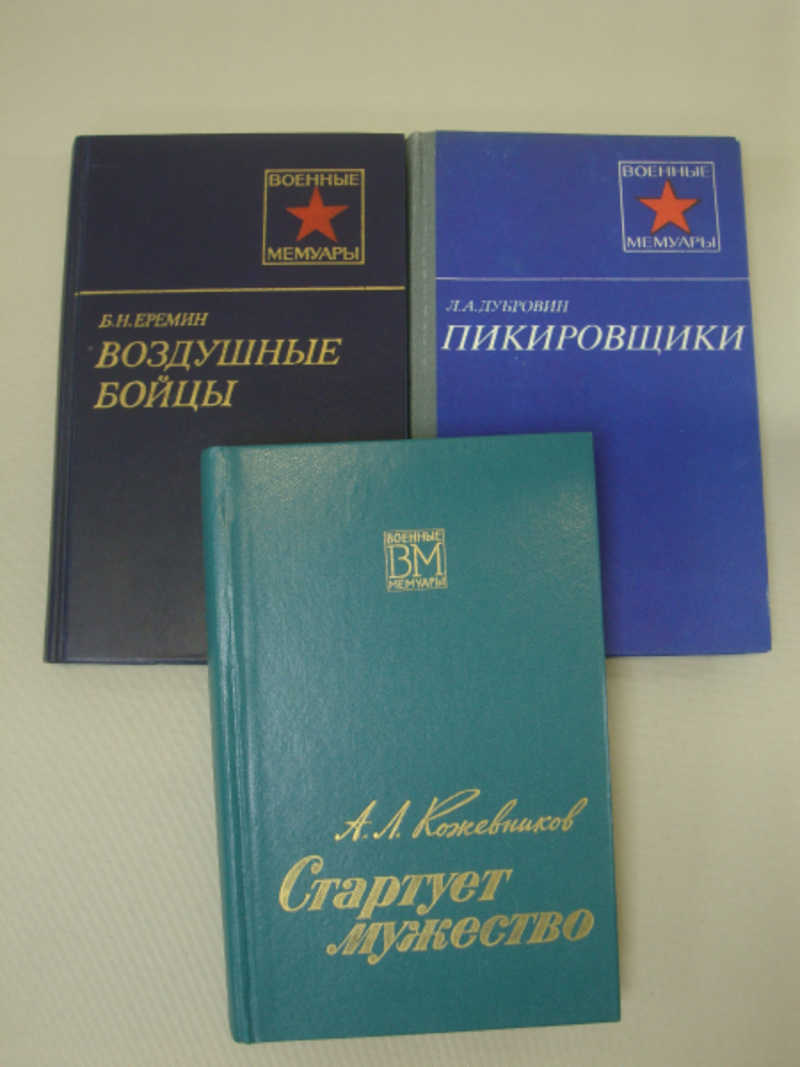 ВОЕННЫЕ
МЕМУАРЫ
Б.Н.ЕРЕМИН
ВОЗДУШНЫЕ
БОЙЦЫ
ВОЕННЫЕ
МЕМУАРЫ
Л.А.ДУБРОВИН
ПИКИРОВЩИКИ
ВОЕННЫЕ
ВМ
МЕМУАРЫ
А.Л.Кожевников
Стартует
мужество